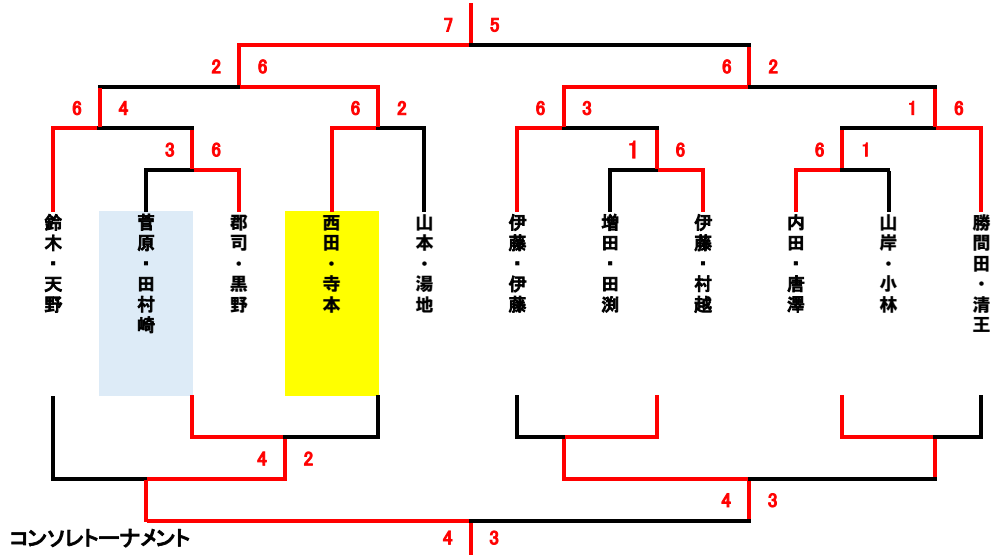 7 5
2 6
6 2
6 4
6 2
6 3
1 6
3 6
1 6
6 1
鈴木・天野
菅原・田村崎
郡司・黒野
西田・寺本
山本・湯地
伊藤・伊藤
増田・田渕
伊藤・村越
内田・唐澤
山岸・小林
勝間田・清王
4 2
4 3
コンソレトーナメント
4 3